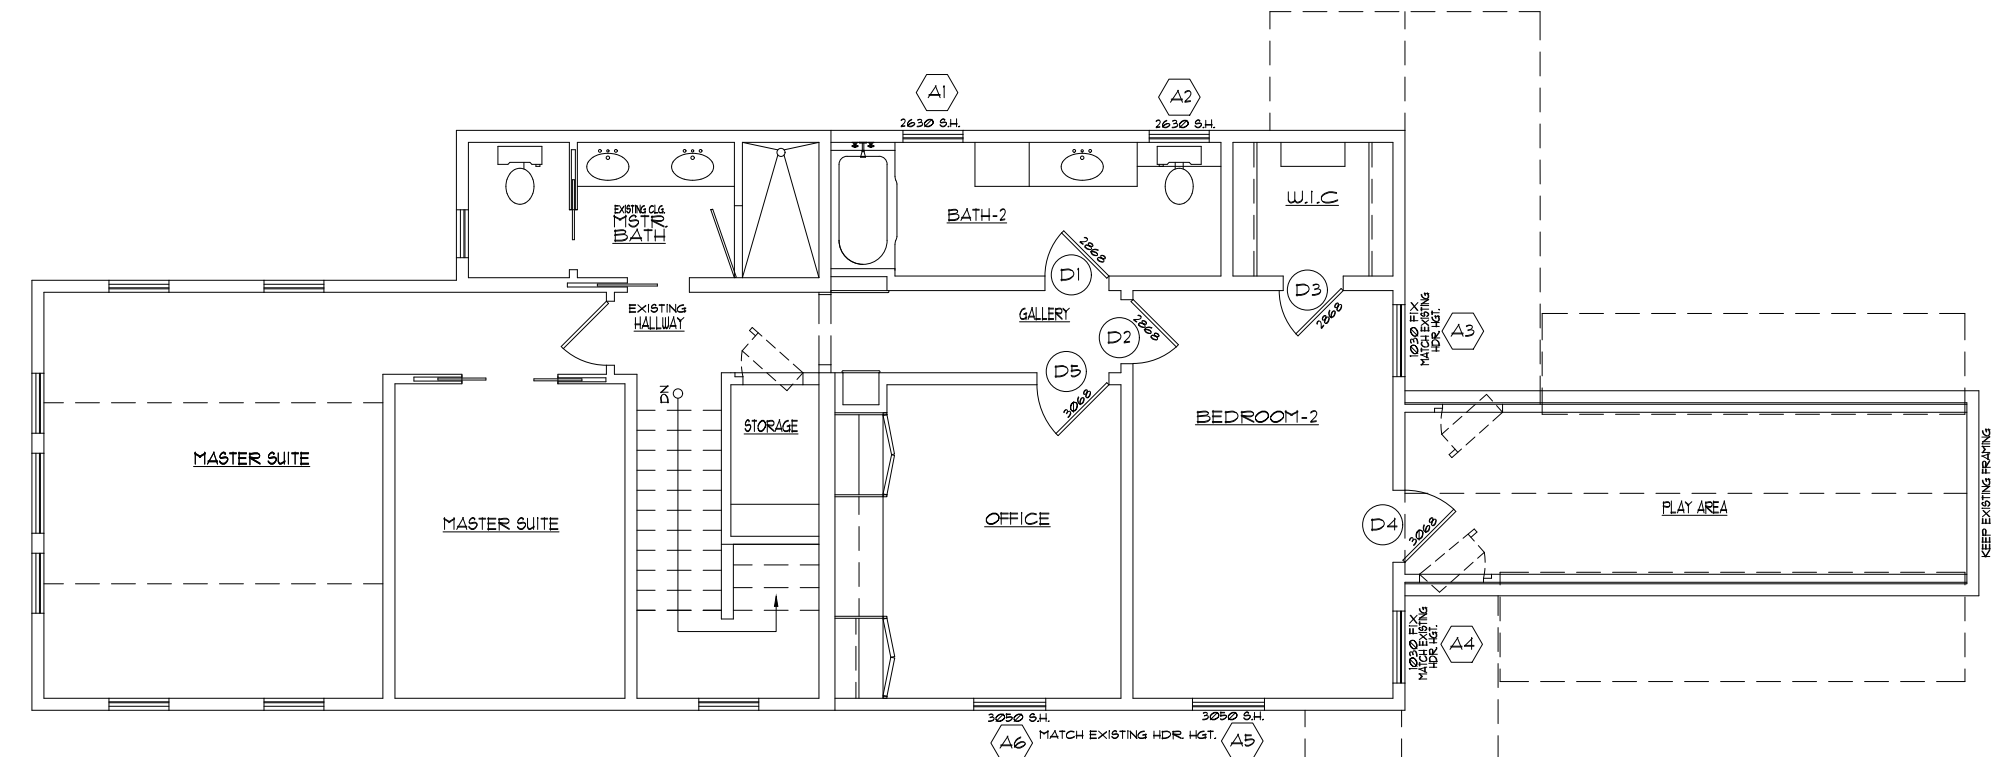 A1
A2
2630 S.H.
2630 S.H.
EXISTING CLG.
MSTR.
BATH
BATH-2
W.I.C
2868
D1
D3
2868
EXISTING
HALLWAY
GALLERY
D2
2868
1030 FIX
MATCH EXISTING
HDR. HGT.
A3
D5
3068
DN
STORAGE
BEDROOM-2
MASTER SUITE
MASTER SUITE
OFFICE
D4
3068
PLAY AREA
KEEP EXISTING FRAMING
1030 FIX
MATCH EXISTING
HDR. HGT.
A4
3050 S.H.
3050 S.H.
A6
MATCH EXISTING HDR. HGT.
A5